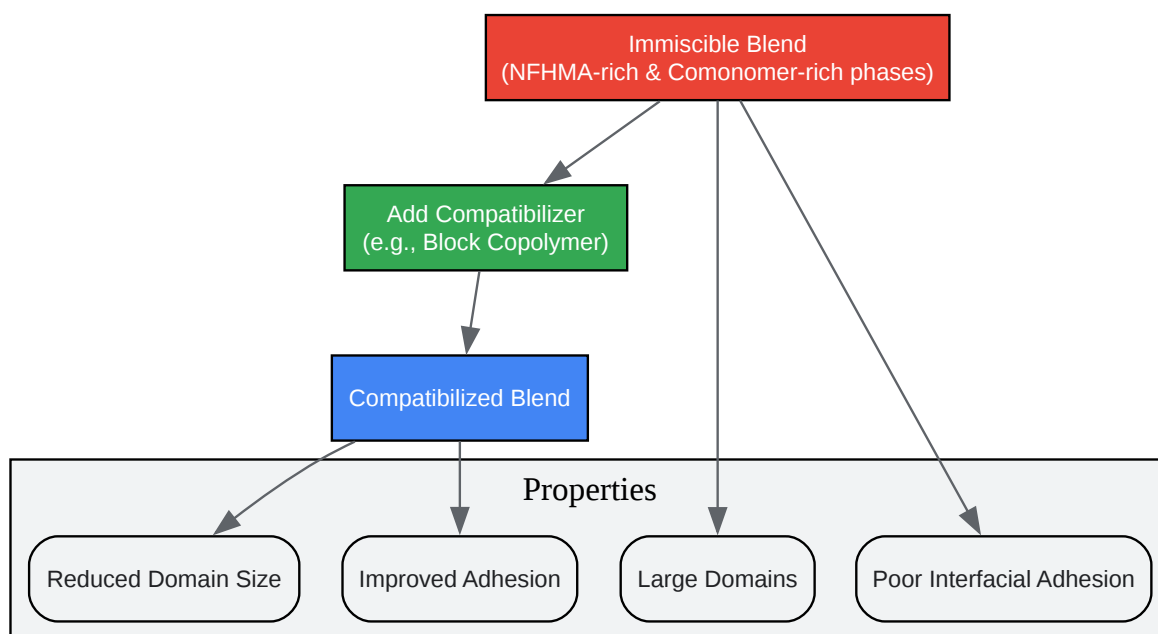 Immiscible Blend
(NFHMA-rich & Comonomer-rich phases)
Add Compatibilizer
(e.g., Block Copolymer)
Compatibilized Blend
Properties
Reduced Domain Size
Improved Adhesion
Large Domains
Poor Interfacial Adhesion